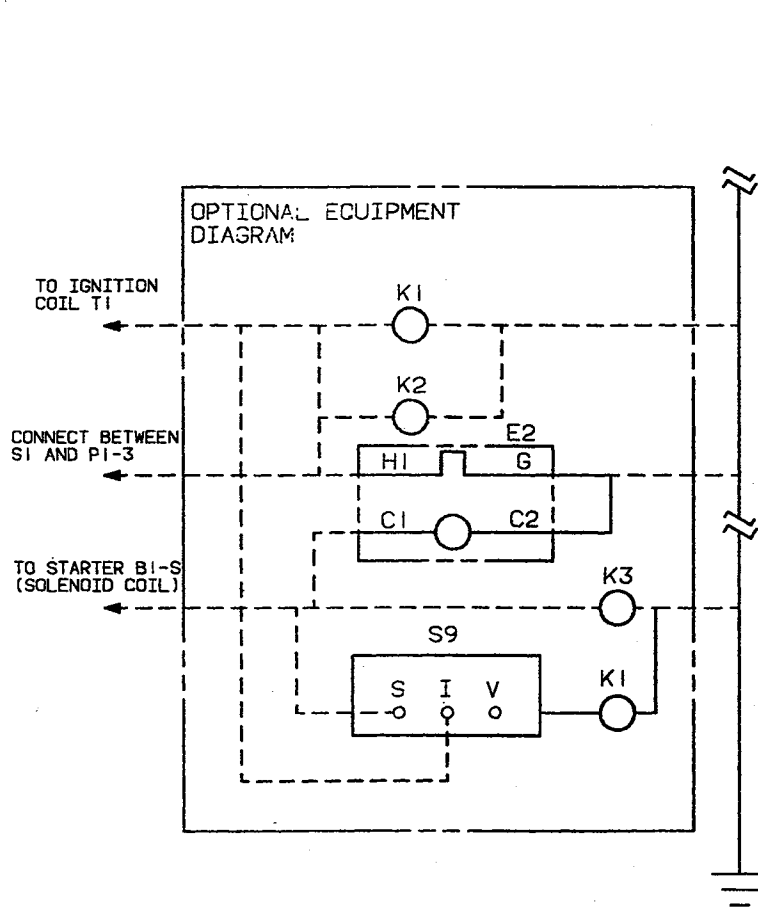 OPTIONAL EQUIPMENT
DIAGRAM
TO IGNITION
COIL T1
K1
K2
CONNECT BETWEEN
S1 AND P1-3
E2
H1 G
C1 C2
TO STARTER B1-S
(SOLENOID COIL)
K3
S9
S I V
K1